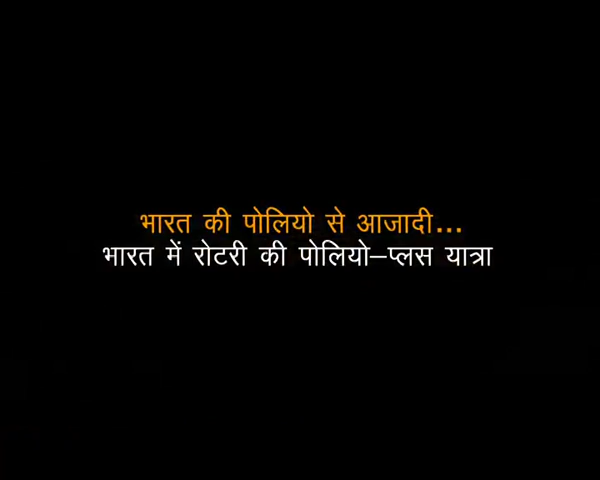 भारत की पोलियो से आजादी...
भारत में रोटरी की पोलियो–प्लस यात्रा